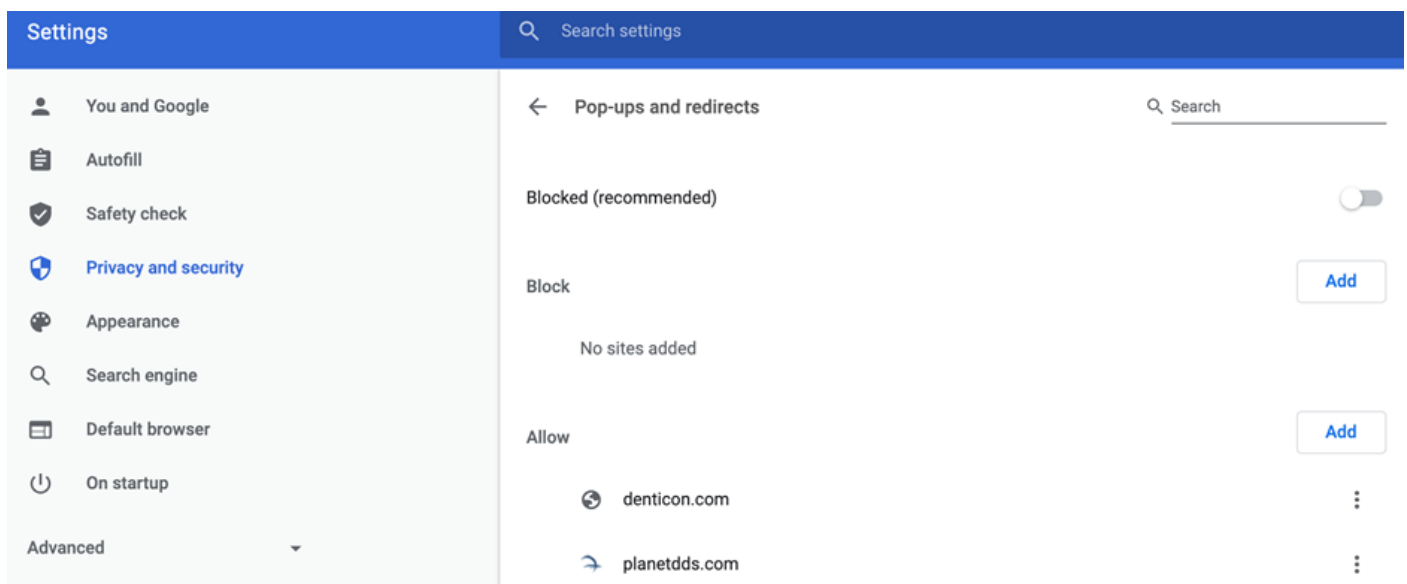 Settings
Search settings
You and Google
Autofill
Safety check
Privacy and security
Appearance
Search engine
Default browser
On startup
Advanced
Pop-ups and redirects
Search
Blocked (recommended)
Block
Add
No sites added
Allow
Add
denticon.com
planetdds.com